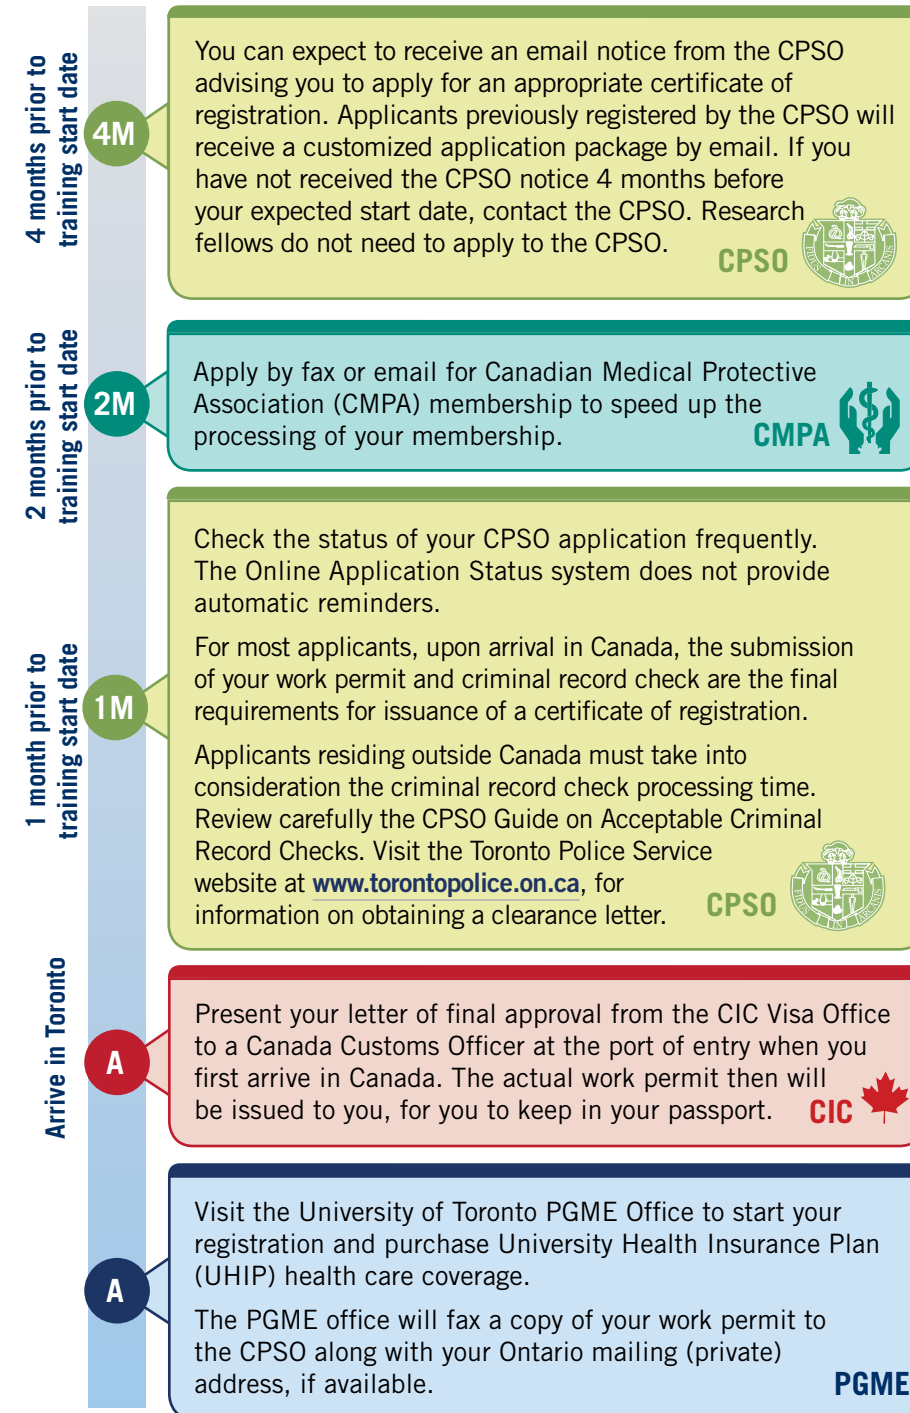 4 months prior to
training start date
4M
You can expect to receive an email notice from the CPSO
advising you to apply for an appropriate certificate of
registration. Applicants previously registered by the CPSO will
receive a customized application package by email. If you
have not received the CPSO notice 4 months before
your expected start date, contact the CPSO. Research
fellows do not need to apply to the CPSO.
CPSO
FIDUS IN ARCANIS
2 months prior to
training start date
2M
Apply by fax or email for Canadian Medical Protective
Association (CMPA) membership to speed up the
processing of your membership.
CMPA
1 month prior to
training start date
1M
Check the status of your CPSO application frequently.
The Online Application Status system does not provide
automatic reminders.
For most applicants, upon arrival in Canada, the submission
of your work permit and criminal record check are the final
requirements for issuance of a certificate of registration.
Applicants residing outside Canada must take into
consideration the criminal record check processing time.
Review carefully the CPSO Guide on Acceptable Criminal
Record Checks. Visit the Toronto Police Service
website at www.torontopolice.on.ca, for
information on obtaining a clearance letter.
CPSO
FIDUS IN ARCANIS
Arrive in Toronto
A
Present your letter of final approval from the CIC Visa Office
to a Canada Customs Officer at the port of entry when you
first arrive in Canada. The actual work permit then will
be issued to you, for you to keep in your passport.
CIC
A
Visit the University of Toronto PGME Office to start your
registration and purchase University Health Insurance Plan
(UHIP) health care coverage.
The PGME office will fax a copy of your work permit to
the CPSO along with your Ontario mailing (private)
address, if available.
PGME